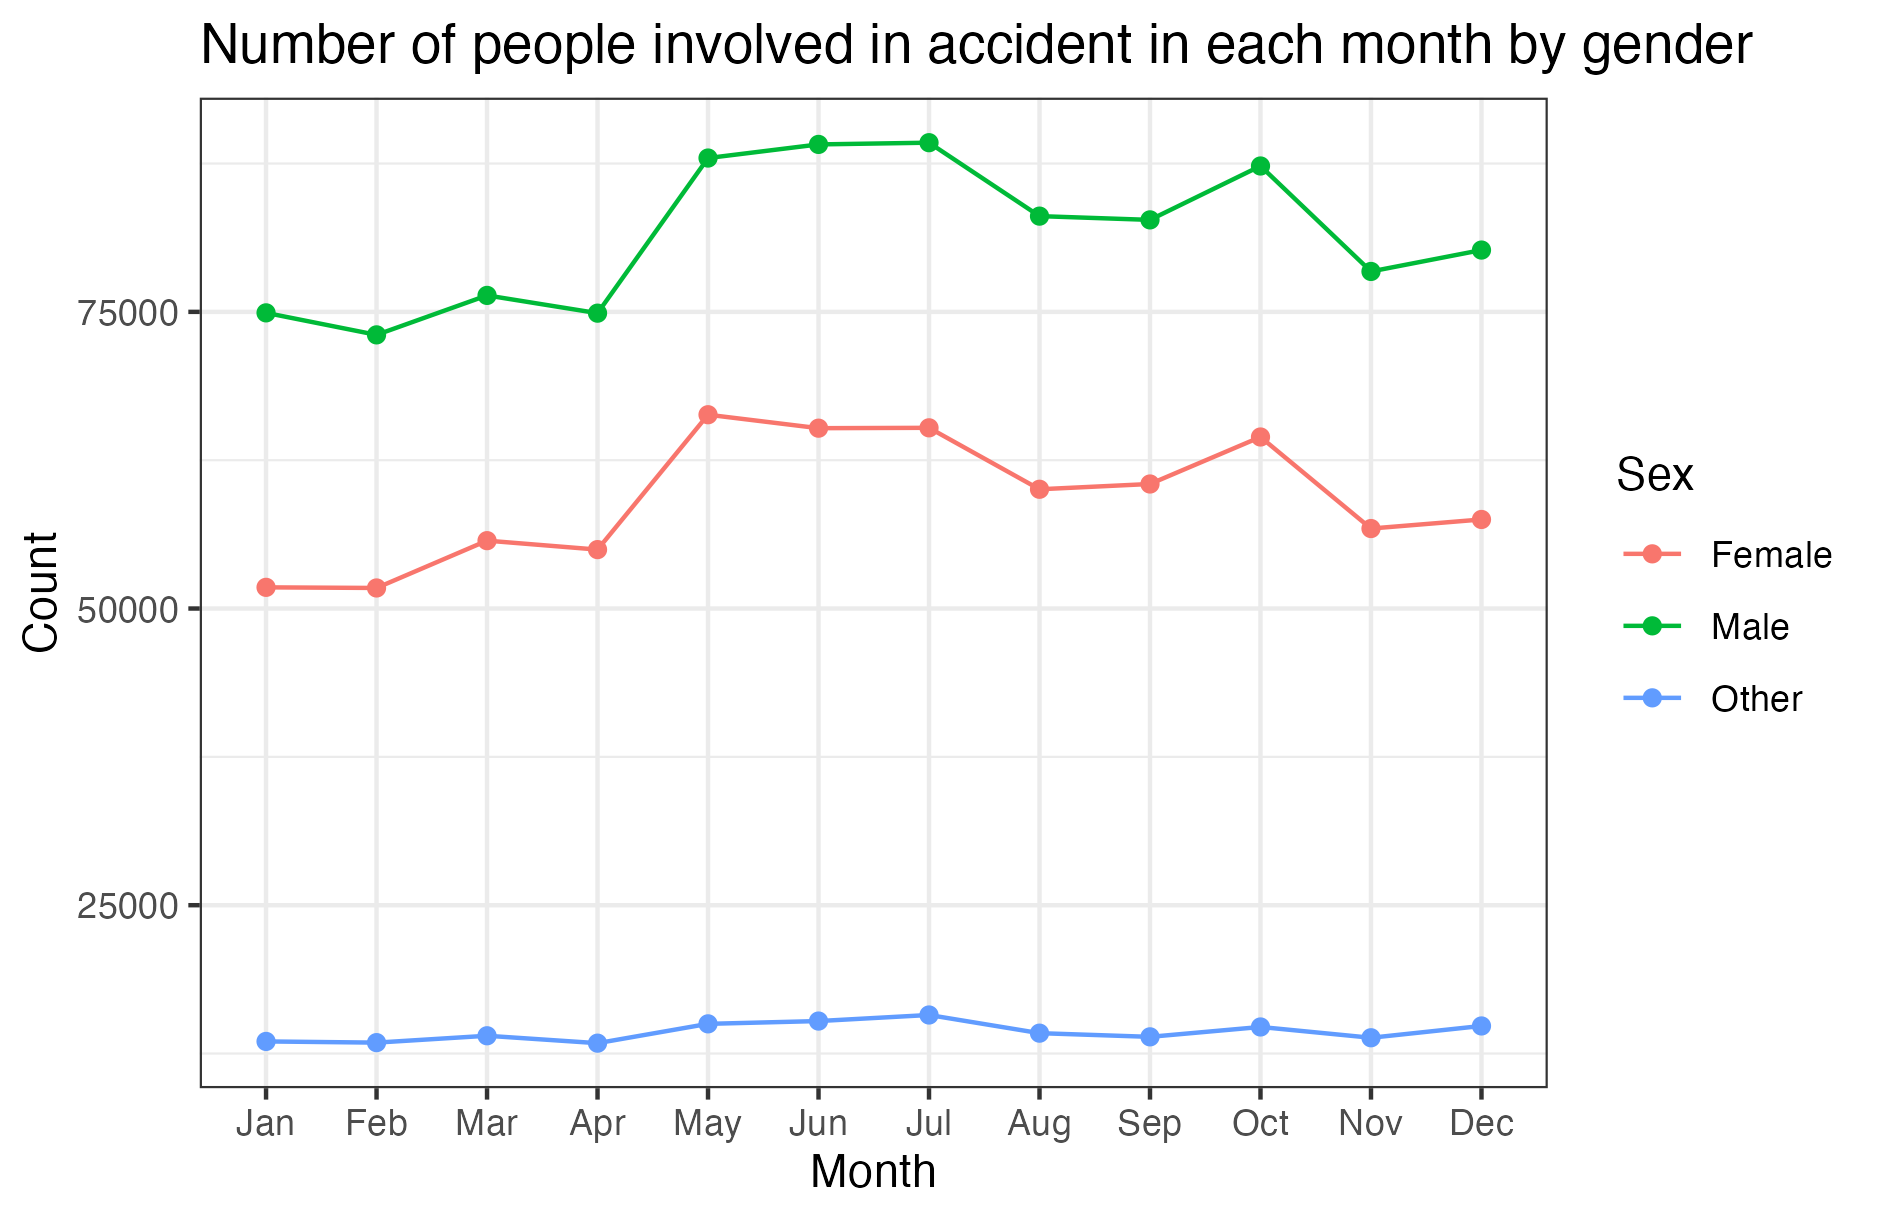 Number of people involved in accident in each month by gender
Count
75000
50000
25000
Jan Feb Mar Apr May Jun Jul Aug Sep Oct Nov Dec
Month
Sex
Female
Male
Other